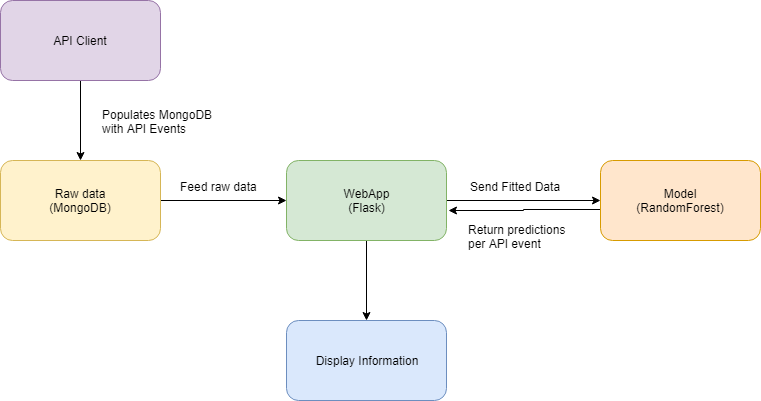 API Client
Populates MongoDB
with API Events
Raw data
(MongoDB)
Feed raw data
WebApp
(Flask)
Send Fitted Data
Model
(RandomForest)
Return predictions
per API event
Display Information